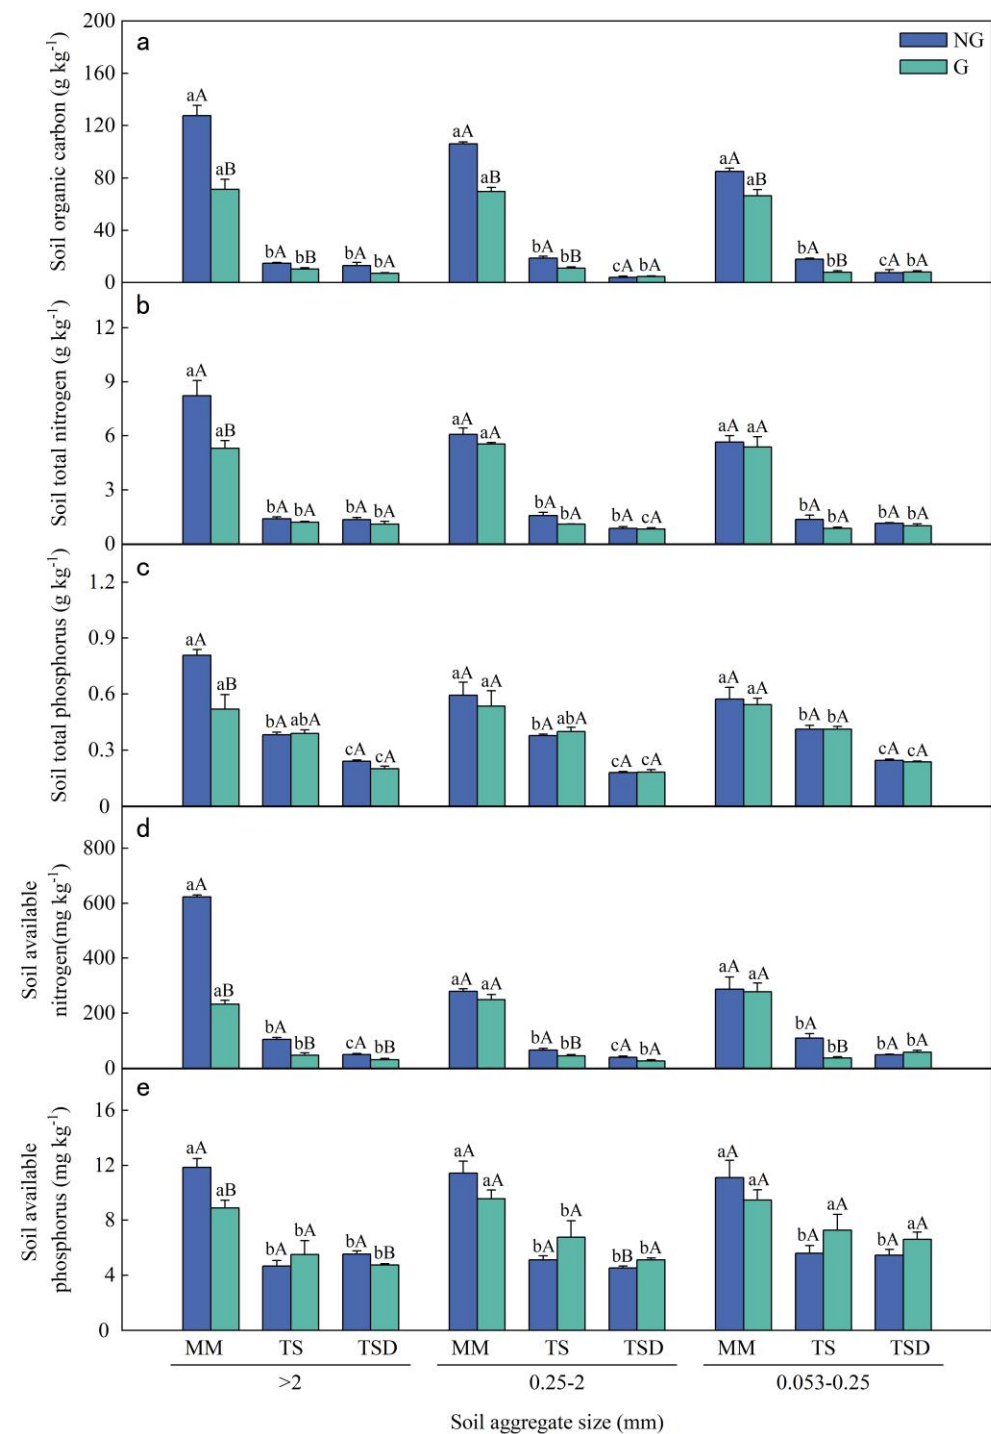 a
NG
G
Soil organic carbon (g kg⁻¹)
200
160
120
80
40
0
aA
aB
bA
bB
bA
bA
aA
aB
bA
bB
cA
bA
aA
aB
bA
bB
cA
bA
b
Soil total nitrogen (g kg⁻¹)
12
9
6
3
0
aA
aB
bA
bA
bA
bA
aA
aA
bA
bA
bA
cA
aA
aA
bA
bA
bA
bA
c
Soil total phosphorus (g kg⁻¹)
1.2
0.9
0.6
0.3
0
aA
aB
bA
abA
cA
cA
aA
aA
bA
abA
cA
cA
aA
aA
bA
bA
cA
cA
d
Soil available
nitrogen(mg kg⁻¹)
800
600
400
200
0
aA
aB
bA
bB
cA
bB
aA
aA
bA
bB
cA
bA
aA
aA
bA
bB
bA
bA
e
Soil available
phosphorus (mg kg⁻¹)
16
12
8
4
0
aA
aB
bA
bA
bA
bB
aA
aA
bA
bA
bB
bA
aA
aA
bA
aA
bA
aA
MM TS TSD MM TS TSD MM TS TSD
>2 0.25-2 0.053-0.25
Soil aggregate size (mm)